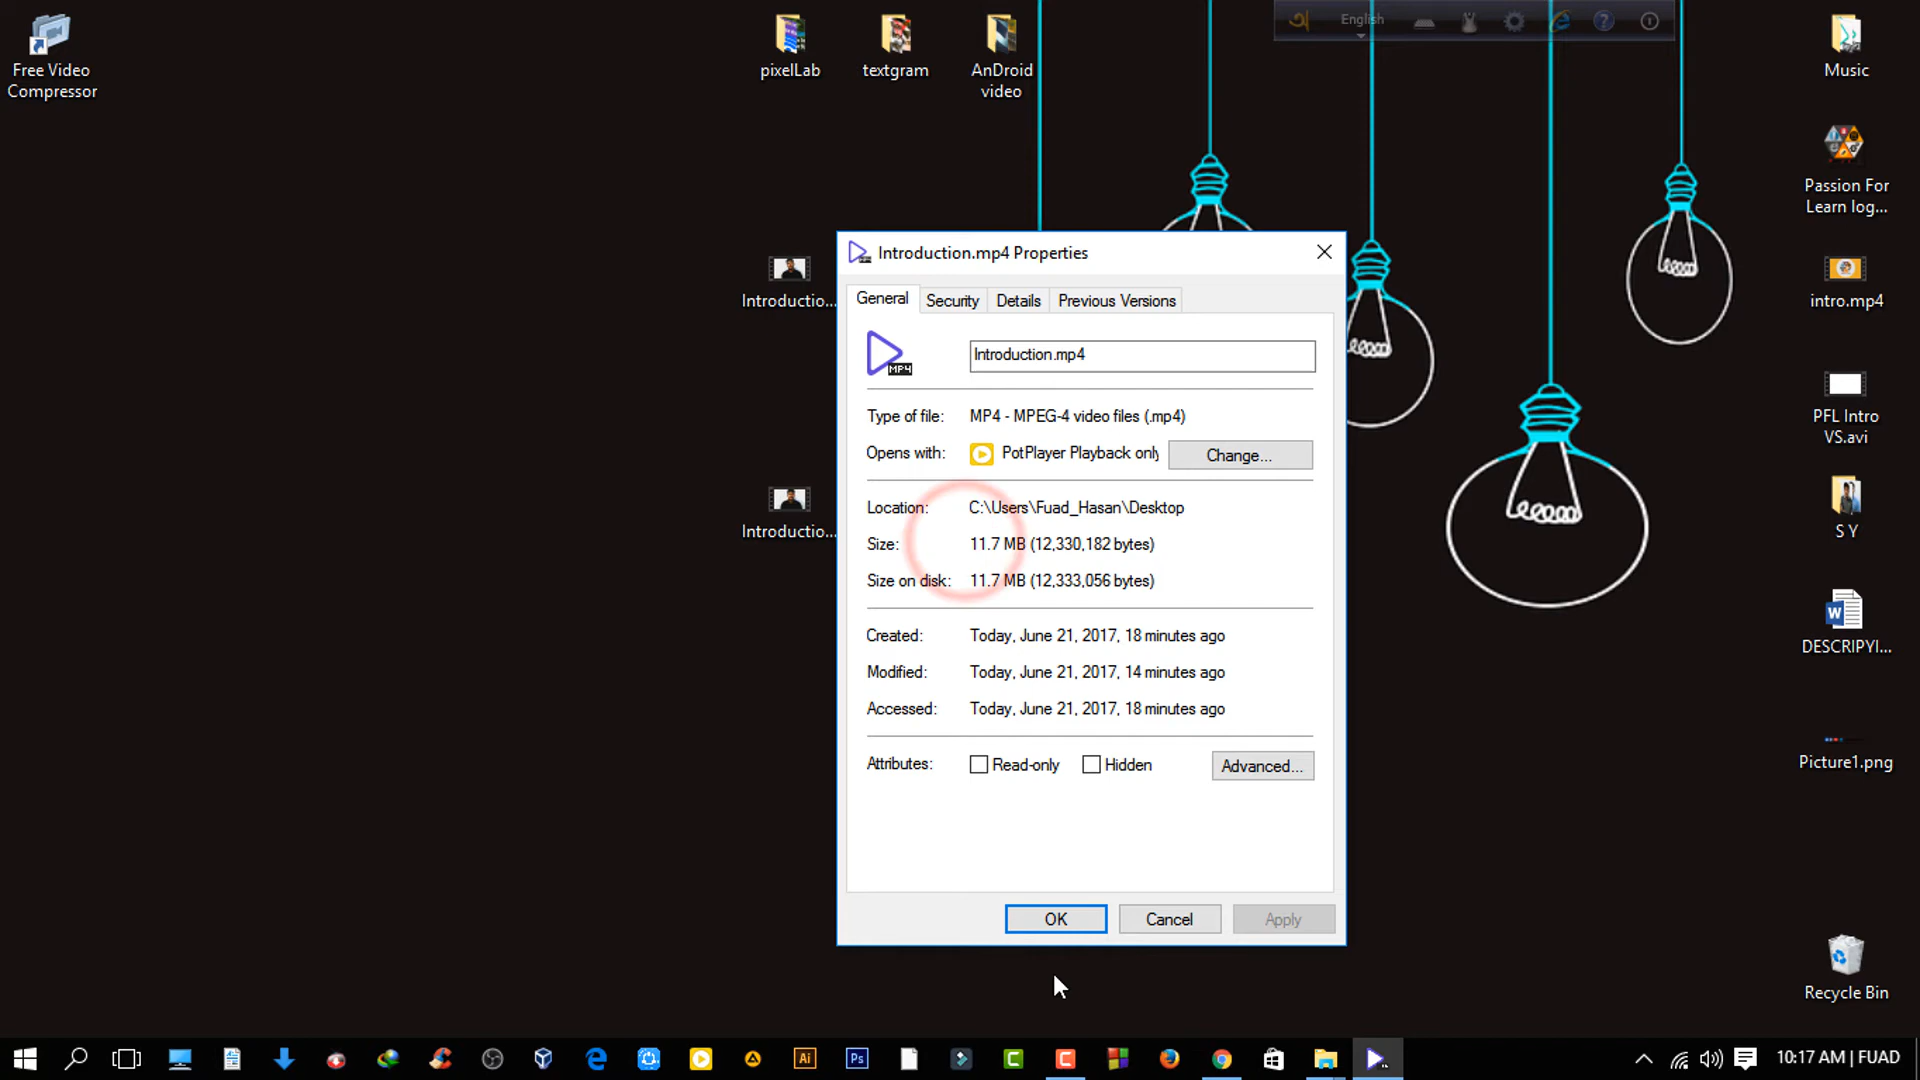 Free Video
Compressor
pixelLab
textgram
AnDroid
video
English
Music
Passion For
Learn log...
intro.mp4
PFL Intro
VS.avi
S Y
DESCRIPYI...
Picture1.png
Recycle Bin
Introductio...
Introductio...
Introduction.mp4 Properties
General
Security
Details
Previous Versions
MP4
Introduction.mp4
Type of file: MP4 - MPEG-4 video files (.mp4)
Opens with: PotPlayer Playback only
Change...
Location: C:\Users\Fuad_Hasan\Desktop
Size: 11.7 MB (12,330,182 bytes)
Size on disk: 11.7 MB (12,333,056 bytes)
Created: Today, June 21, 2017, 18 minutes ago
Modified: Today, June 21, 2017, 14 minutes ago
Accessed: Today, June 21, 2017, 18 minutes ago
Attributes: Read-only Hidden
Advanced...
OK
Cancel
Apply
Ai
Ps
10:17 AM | FUAD